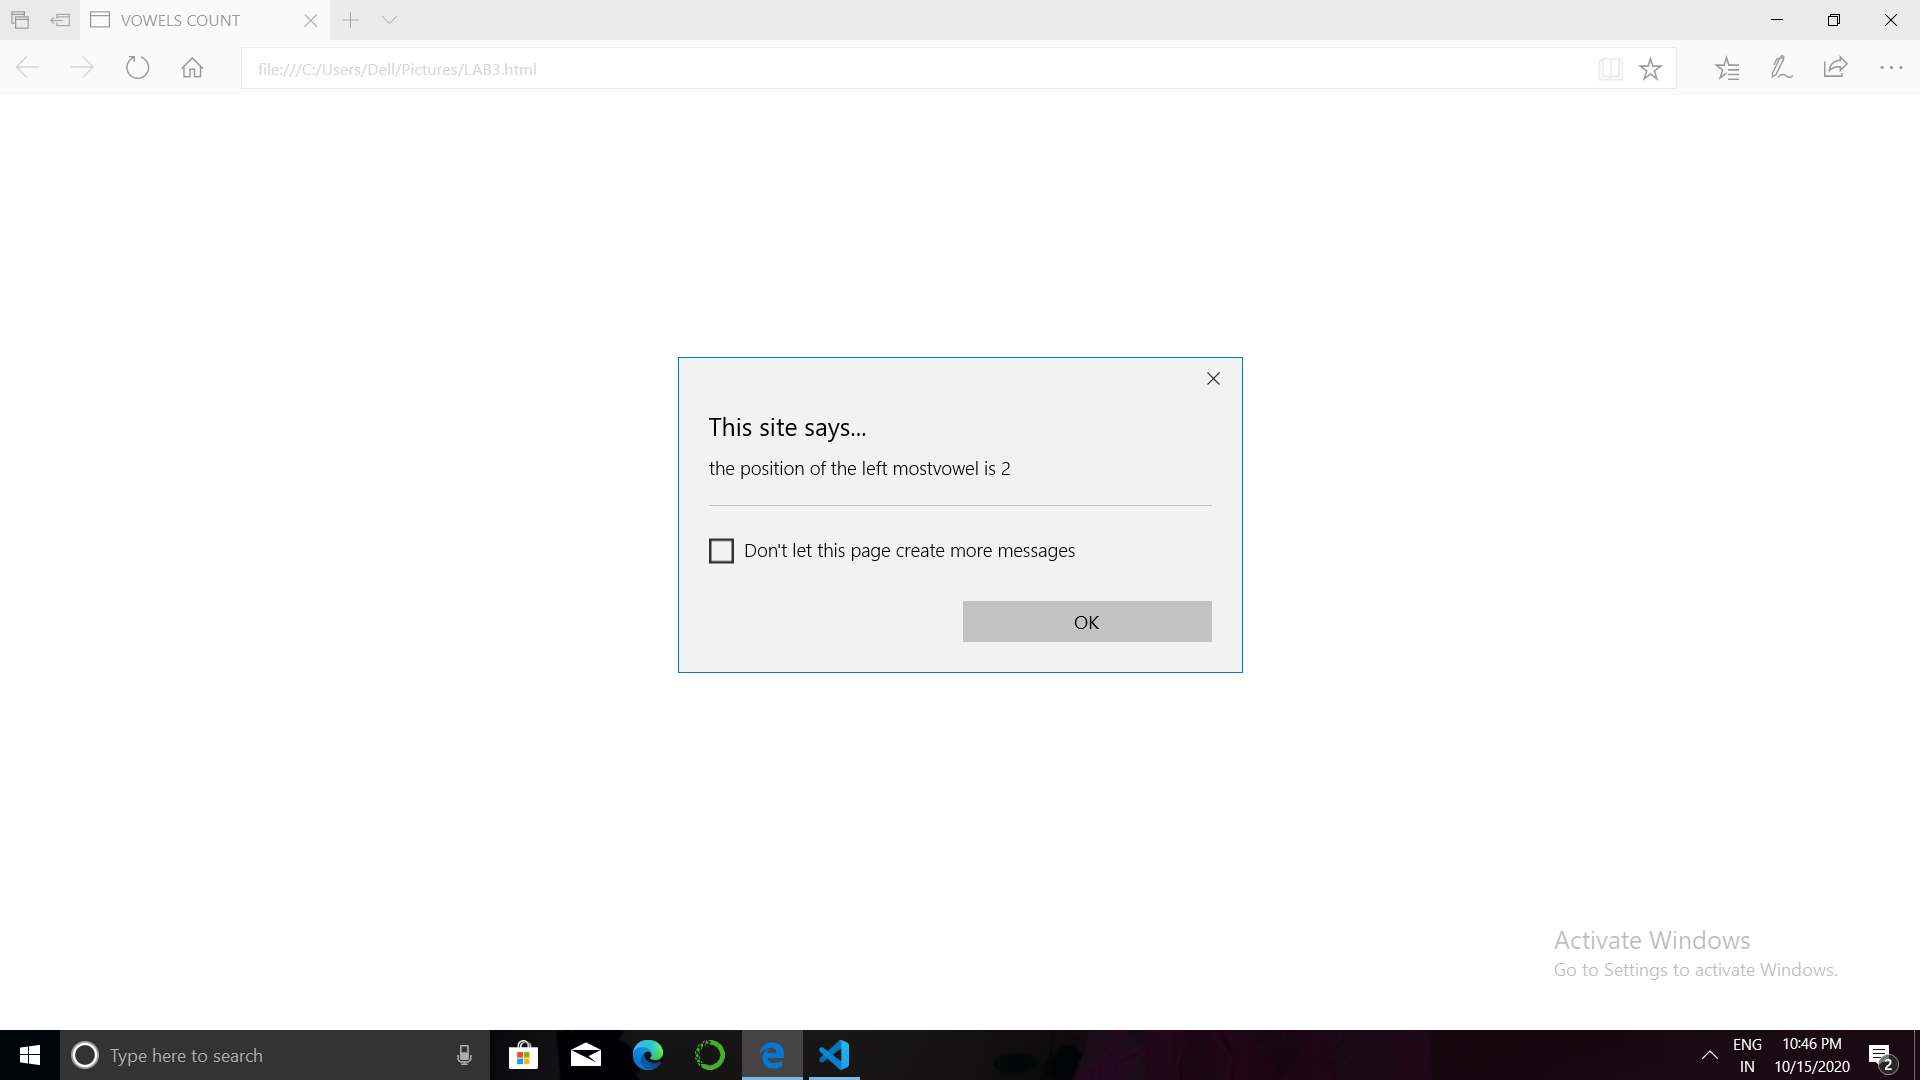 VOWELS COUNT
file:///C:/Users/Dell/Pictures/LAB3.html
This site says...
the position of the left mostvowel is 2
Don't let this page create more messages
OK
Activate Windows
Go to Settings to activate Windows.
Type here to search
ENG
IN
10:46 PM
10/15/2020
2